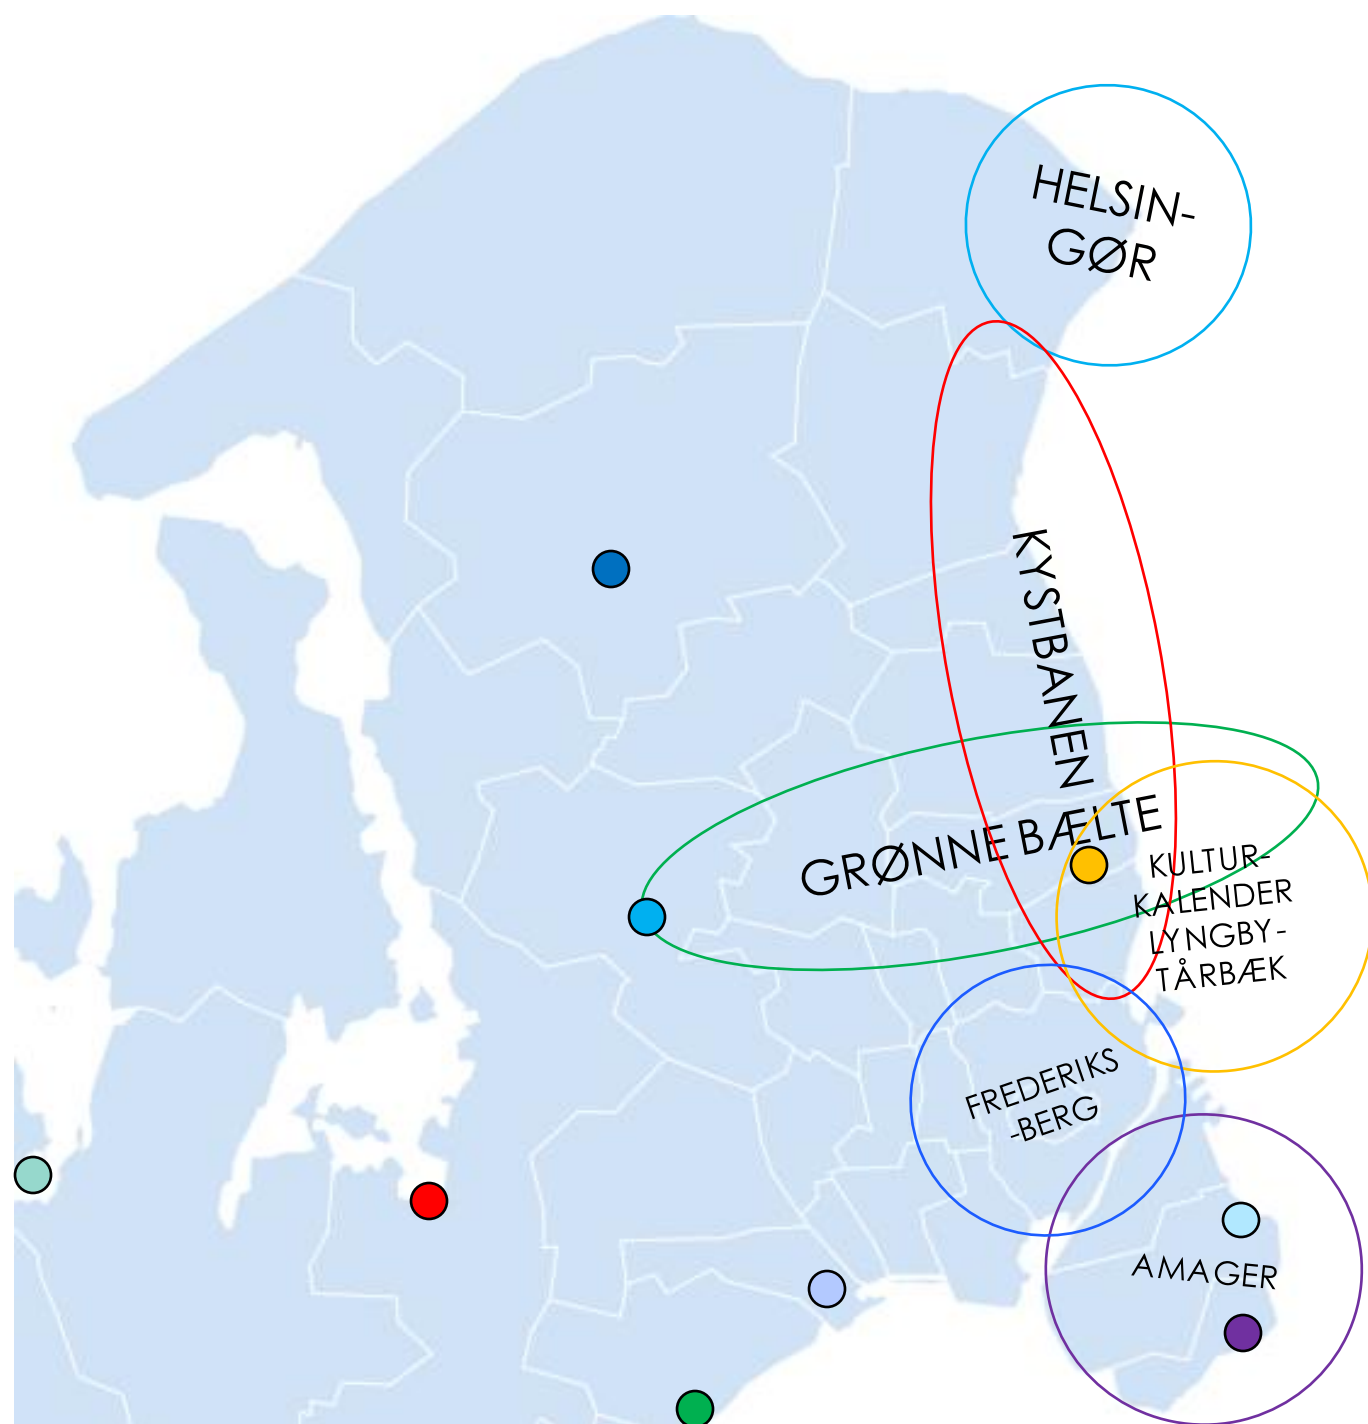 HELSIN-
GØR
KYSTBANEN
GRØNNE BÆLTE
KULTUR-
KALENDER
LYNGBY-
TÅRBÆK
FREDERIKS
-BERG
AMAGER